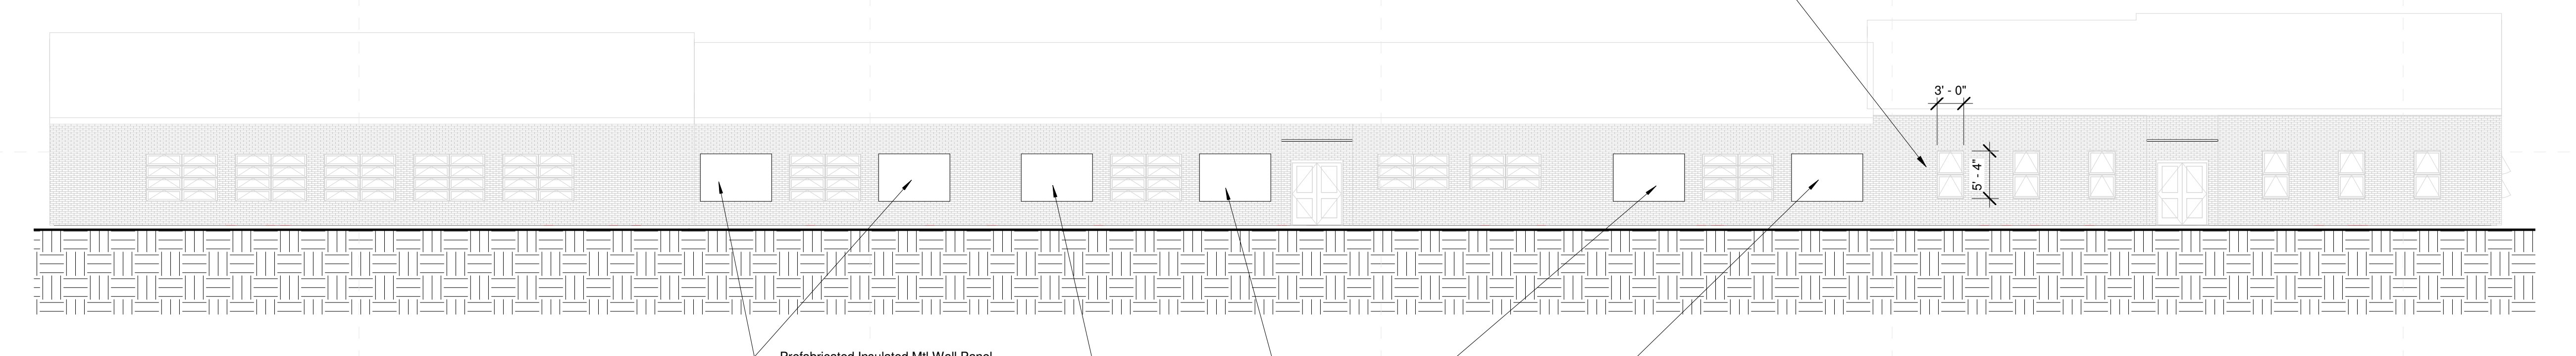 3' - 0"
5' - 4"
Prefabricated Insulated Mtl Wall Panel